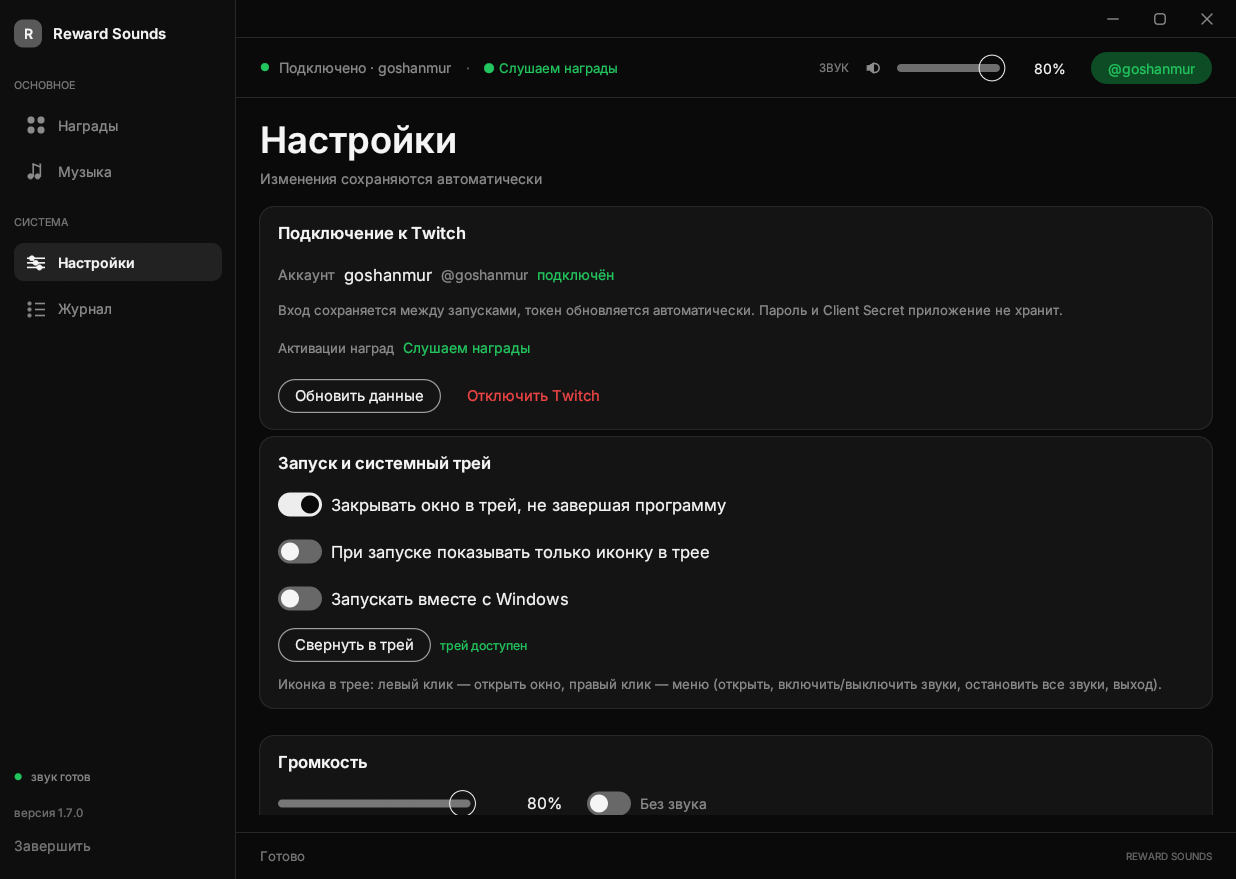 R Reward Sounds
ОСНОВНОЕ
Награды
Музыка
СИСТЕМА
Настройки
Журнал
звук готов
версия 1.7.0
Завершить
Подключено · goshanmur · Слушаем награды
ЗВУК 80% @goshanmur
Настройки
Изменения сохраняются автоматически
Подключение к Twitch
Аккаунт goshanmur @goshanmur подключён
Вход сохраняется между запусками, токен обновляется автоматически. Пароль и Client Secret приложение не хранит.
Активации наград Слушаем награды
Обновить данные Отключить Twitch
Запуск и системный трей
Закрывать окно в трей, не завершая программу
При запуске показывать только иконку в трее
Запускать вместе с Windows
Свернуть в трей трей доступен
Иконка в трее: левый клик — открыть окно, правый клик — меню (открыть, включить/выключить звуки, остановить все звуки, выход).
Громкость
80% Без звука
Готово
REWARD SOUNDS